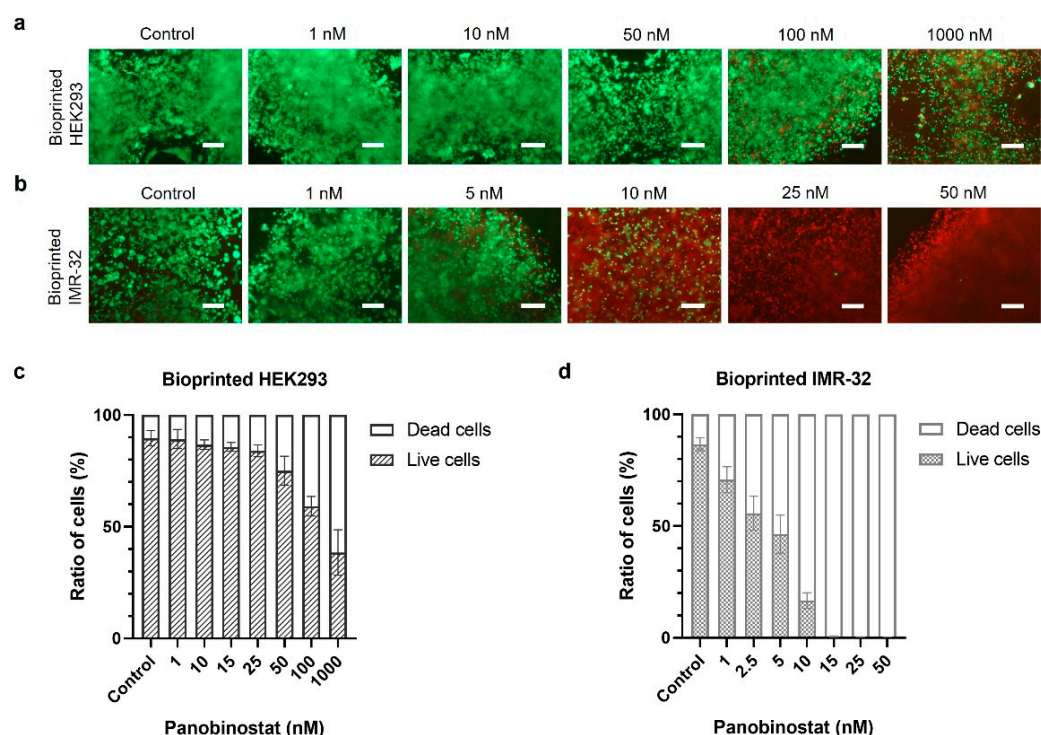 a
Control 1 nM 10 nM 50 nM 100 nM 1000 nM
Bioprinted
HEK293
b
Control 1 nM 5 nM 10 nM 25 nM 50 nM
Bioprinted
IMR-32
c
Bioprinted HEK293
Ratio of cells (%)
100
50
0
Control 1 10 15 25 50 100 1000
Panobinostat (nM)
Dead cells
Live cells
d
Bioprinted IMR-32
Ratio of cells (%)
100
50
0
Control 1 2.5 5 10 15 25 50
Panobinostat (nM)
Dead cells
Live cells